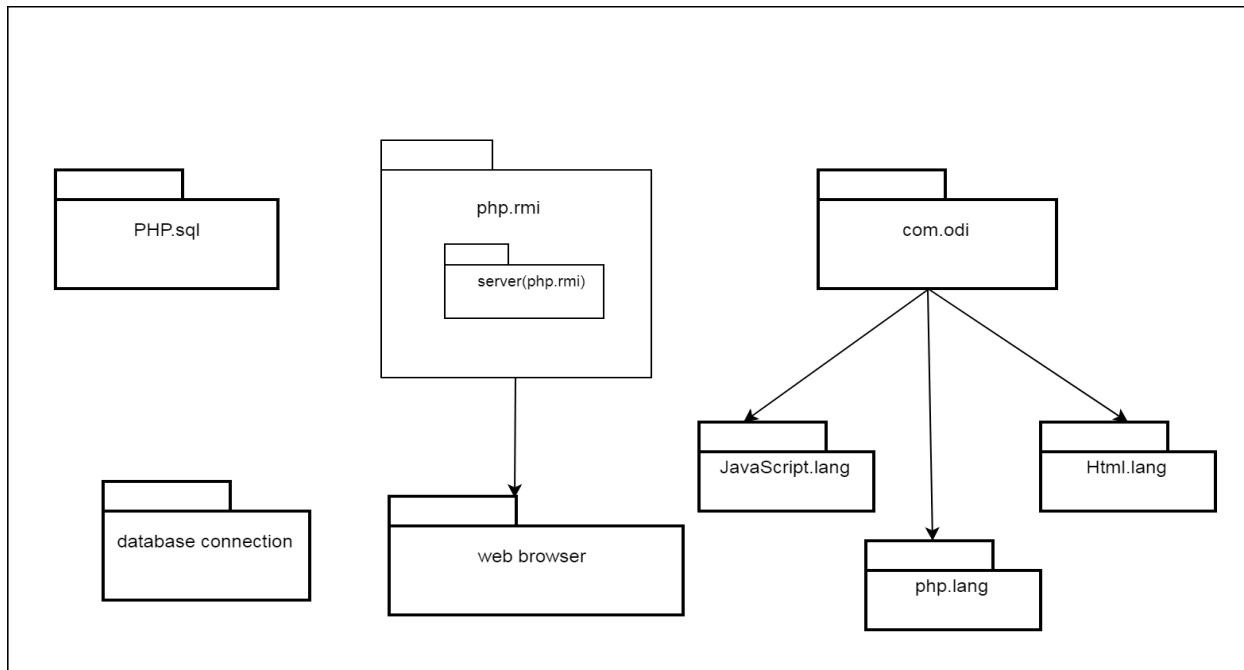 PHP.sql
php.rmi
server(php.rmi)
com.odi
JavaScript.lang
Html.lang
database connection
web browser
php.lang